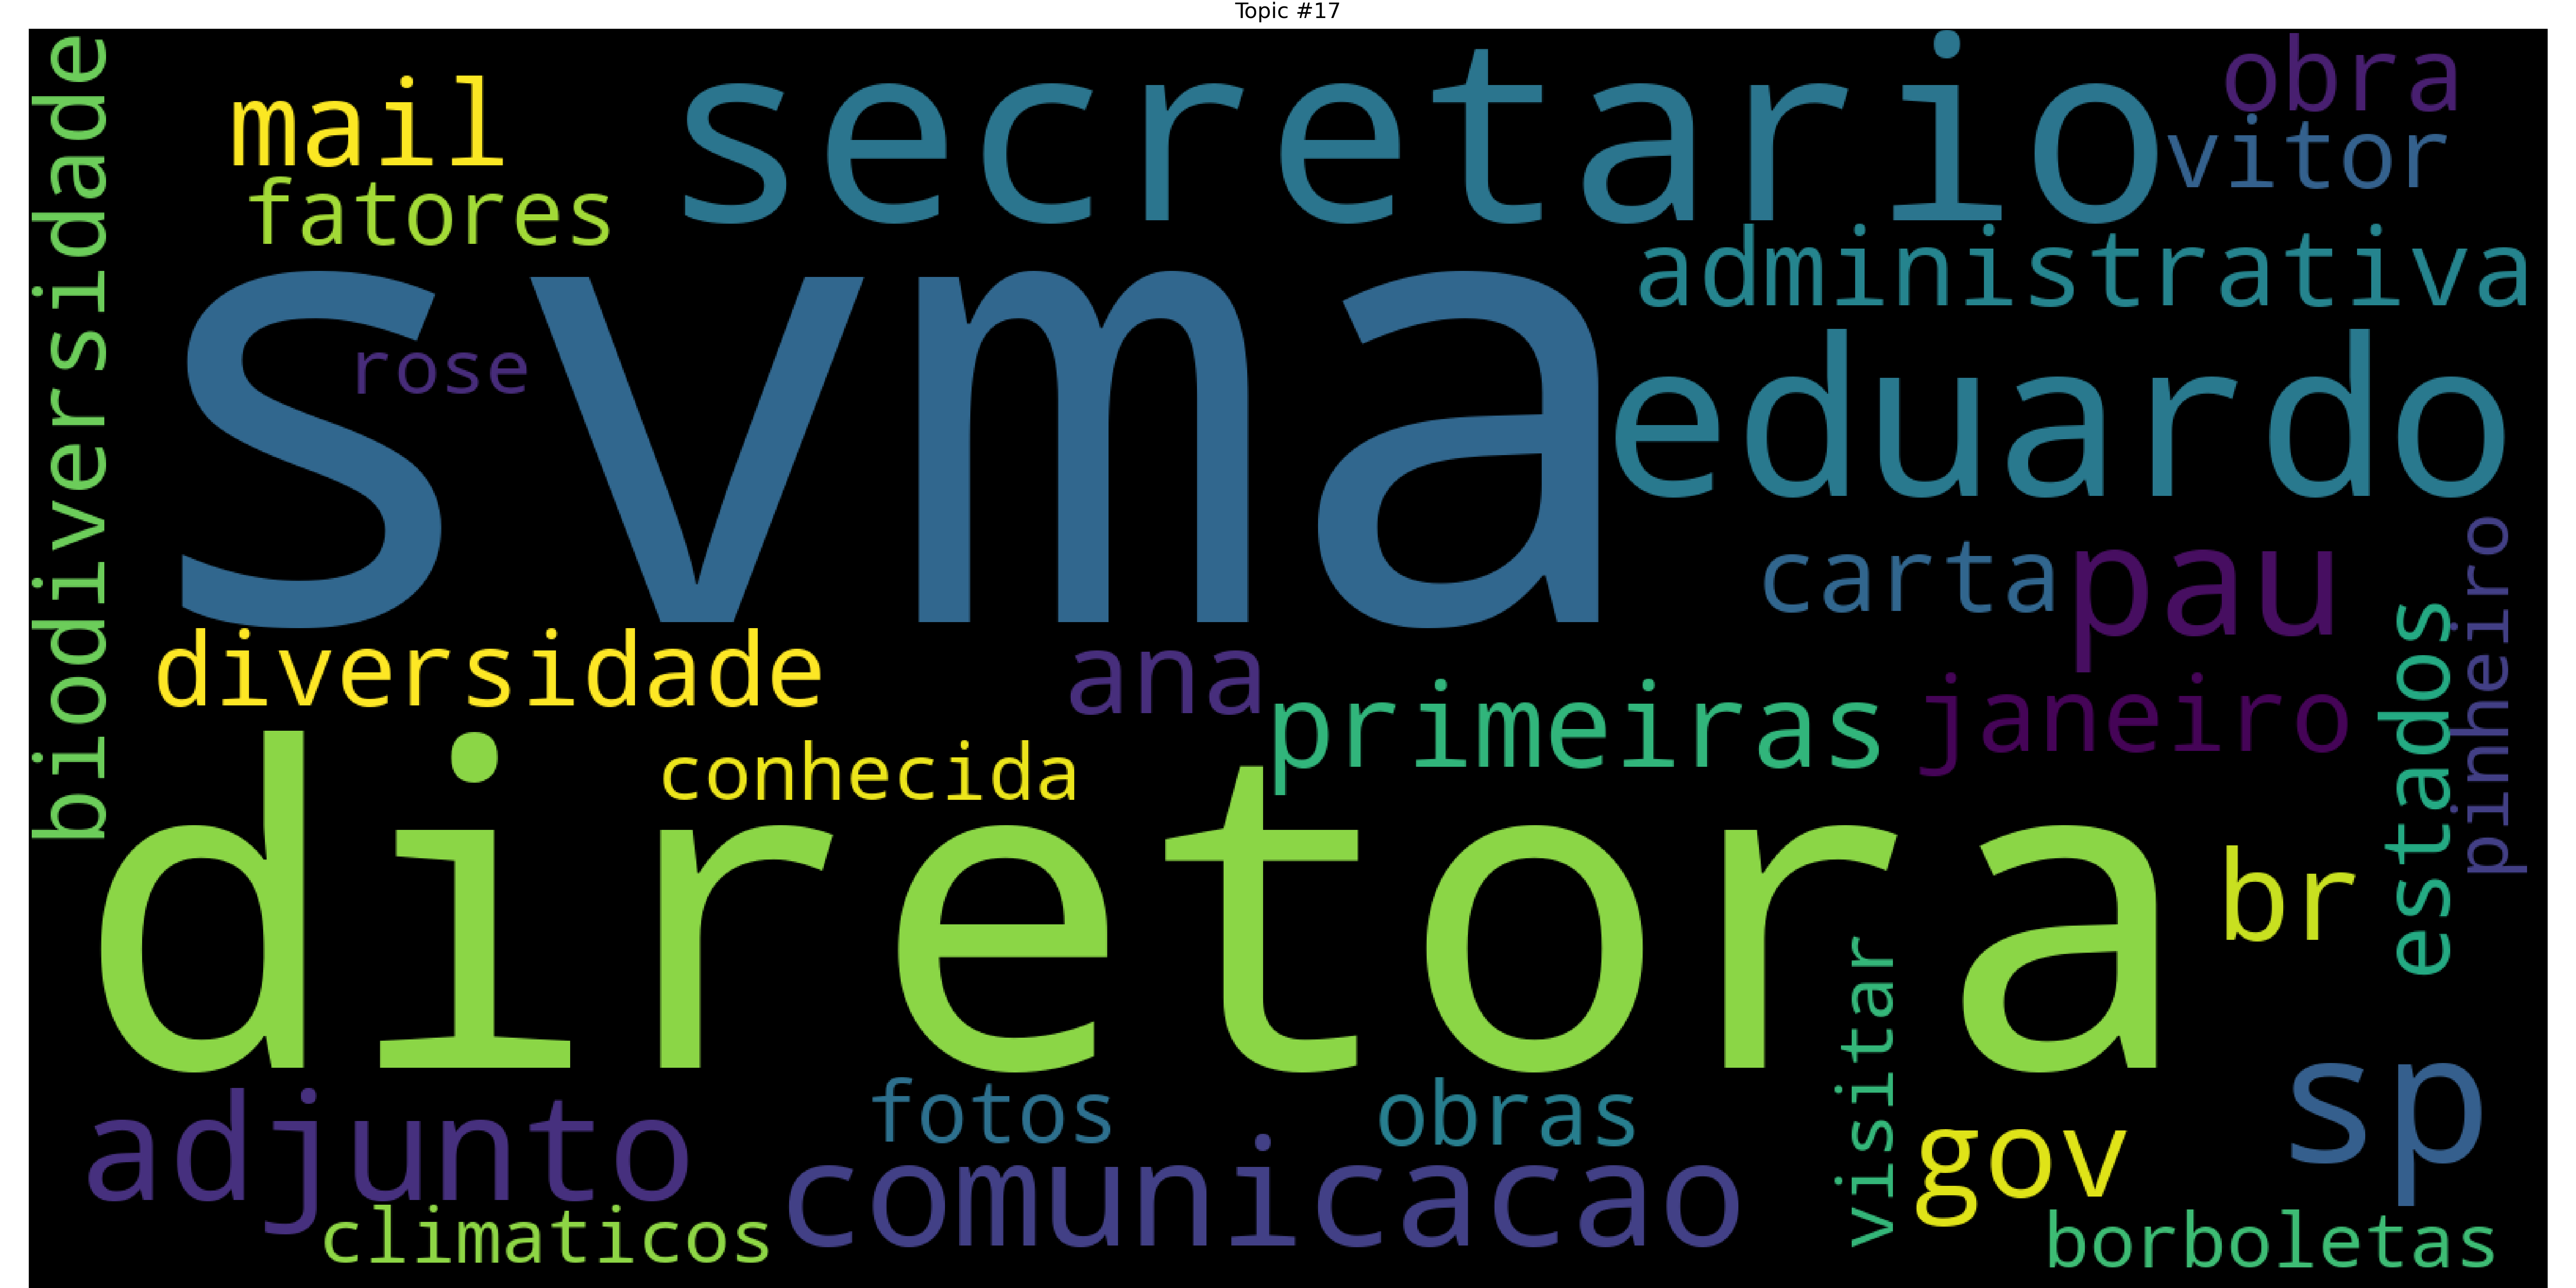 Topic #17
biodiversidade
mail
secretario
obra
vitor
fatores
administrativa
svma
rose
eduardo
carta
pau
pinheiro
estados
diversidade
ana
primeiras
janeiro
conhecida
diretora
br
visitar
sp
adjunto
fotos
obras
comunicacao
gov
climaticos
borboletas